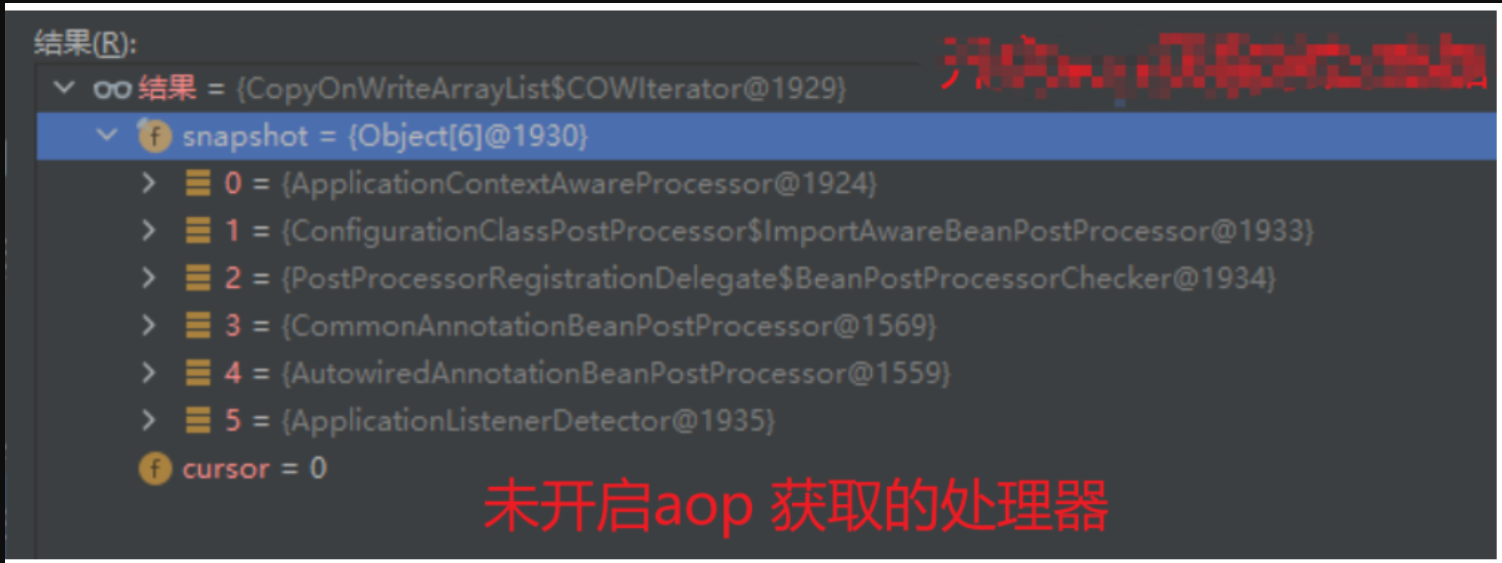 结果(R):
结果 = {CopyOnWriteArrayList$COWIterator@1929}
f snapshot = {Object[6]@1930}
0 = {ApplicationContextAwareProcessor@1924}
1 = {ConfigurationClassPostProcessor$ImportAwareBeanPostProcessor@1933}
2 = {PostProcessorRegistrationDelegate$BeanPostProcessorChecker@1934}
3 = {CommonAnnotationBeanPostProcessor@1569}
4 = {AutowiredAnnotationBeanPostProcessor@1559}
5 = {ApplicationListenerDetector@1935}
f cursor = 0
未开启aop 获取的处理器